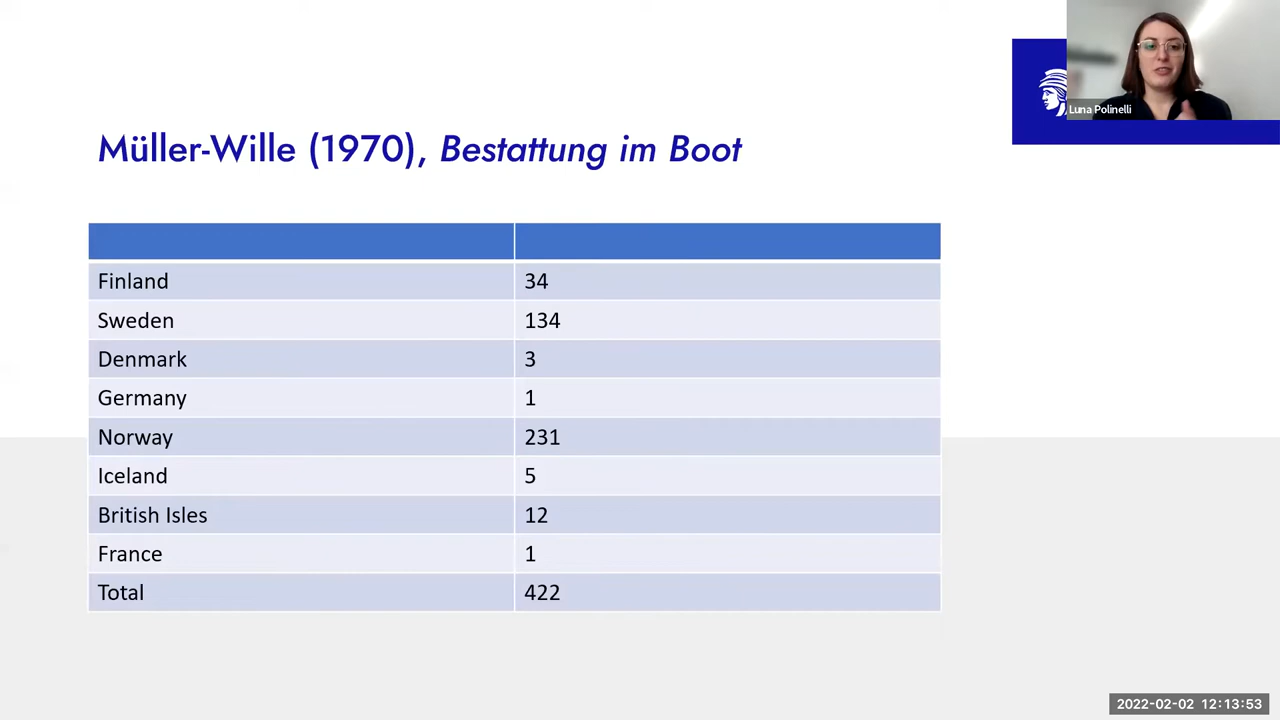 Luna Polinelli
Müller-Wille (1970), Bestattung im Boot
Finland 34
Sweden 134
Denmark 3
Germany 1
Norway 231
Iceland 5
British Isles 12
France 1
Total 422
2022-02-02 12:13:53